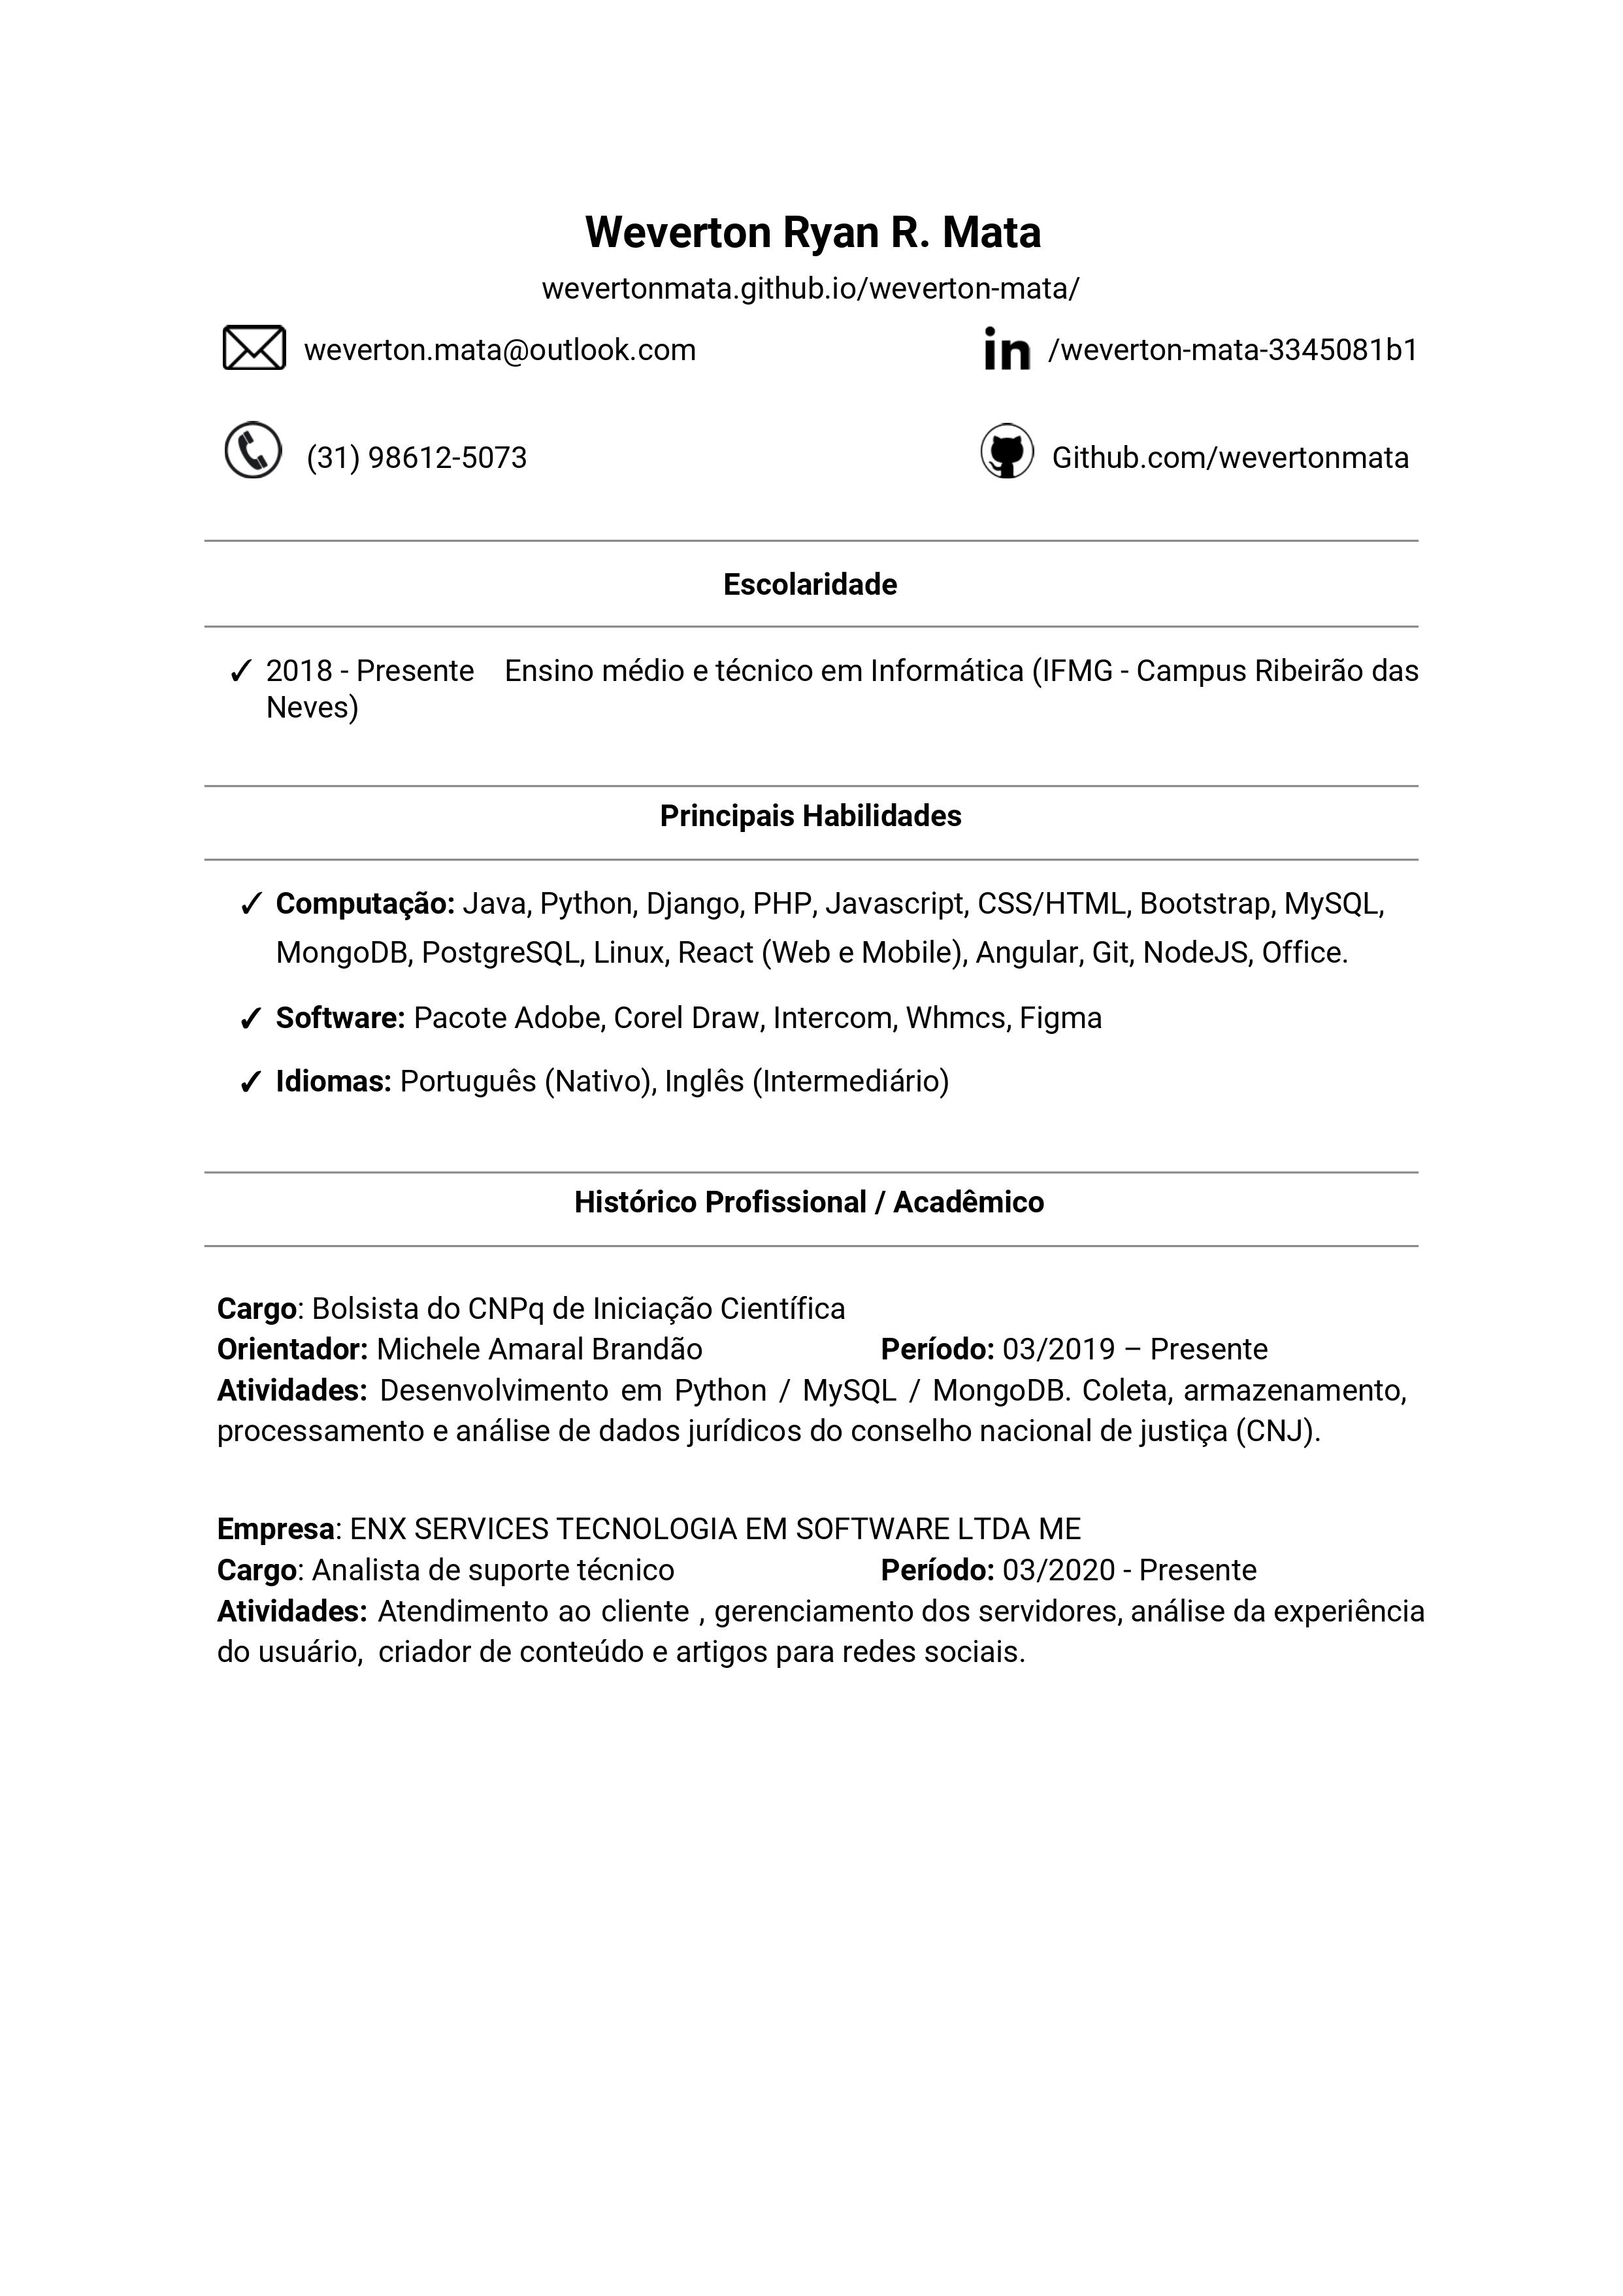 Weverton Ryan R. Mata
wevertonmata.github.io/weverton-mata/
weverton.mata@outlook.com
in /weverton-mata-3345081b1
(31) 98612-5073
Github.com/wevertonmata
Escolaridade
✓ 2018 - Presente Ensino médio e técnico em Informática (IFMG - Campus Ribeirão das
Neves)
Principais Habilidades
✓ Computação: Java, Python, Django, PHP, Javascript, CSS/HTML, Bootstrap, MySQL,
MongoDB, PostgreSQL, Linux, React (Web e Mobile), Angular, Git, NodeJS, Office.
✓ Software: Pacote Adobe, Corel Draw, Intercom, Whmcs, Figma
✓ Idiomas: Português (Nativo), Inglês (Intermediário)
Histórico Profissional / Acadêmico
Cargo: Bolsista do CNPq de Iniciação Científica
Orientador: Michele Amaral Brandão Período: 03/2019 – Presente
Atividades: Desenvolvimento em Python / MySQL / MongoDB. Coleta, armazenamento,
processamento e análise de dados jurídicos do conselho nacional de justiça (CNJ).
Empresa: ENX SERVICES TECNOLOGIA EM SOFTWARE LTDA ME
Cargo: Analista de suporte técnico Período: 03/2020 - Presente
Atividades: Atendimento ao cliente , gerenciamento dos servidores, análise da experiência
do usuário, criador de conteúdo e artigos para redes sociais.